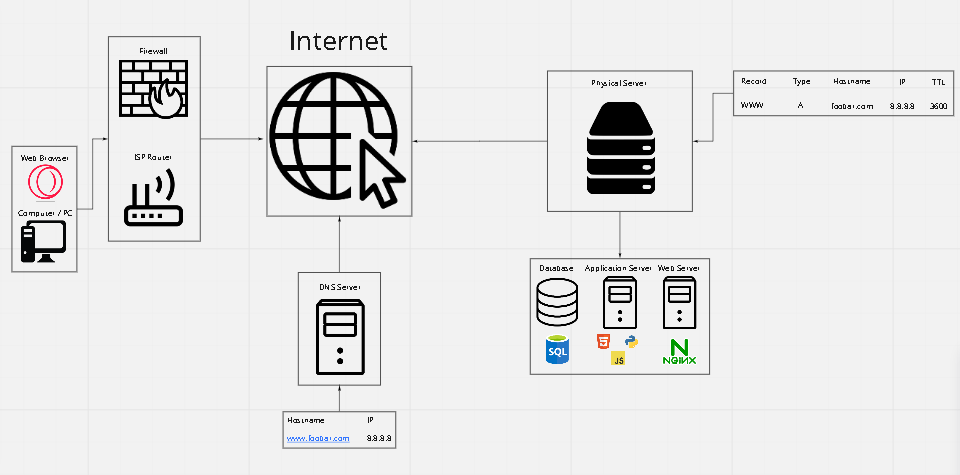 Internet
Firewall
ISP Router
Web Browser
Computer / PC
Physical Server
Record Type Hostname IP TTL
WWW A foobar.com 8.8.8.8 3600
DNS Server
Hostname IP
www.foobar.com 8.8.8.8
Database Application Server Web Server
SQL
JS
NGINX